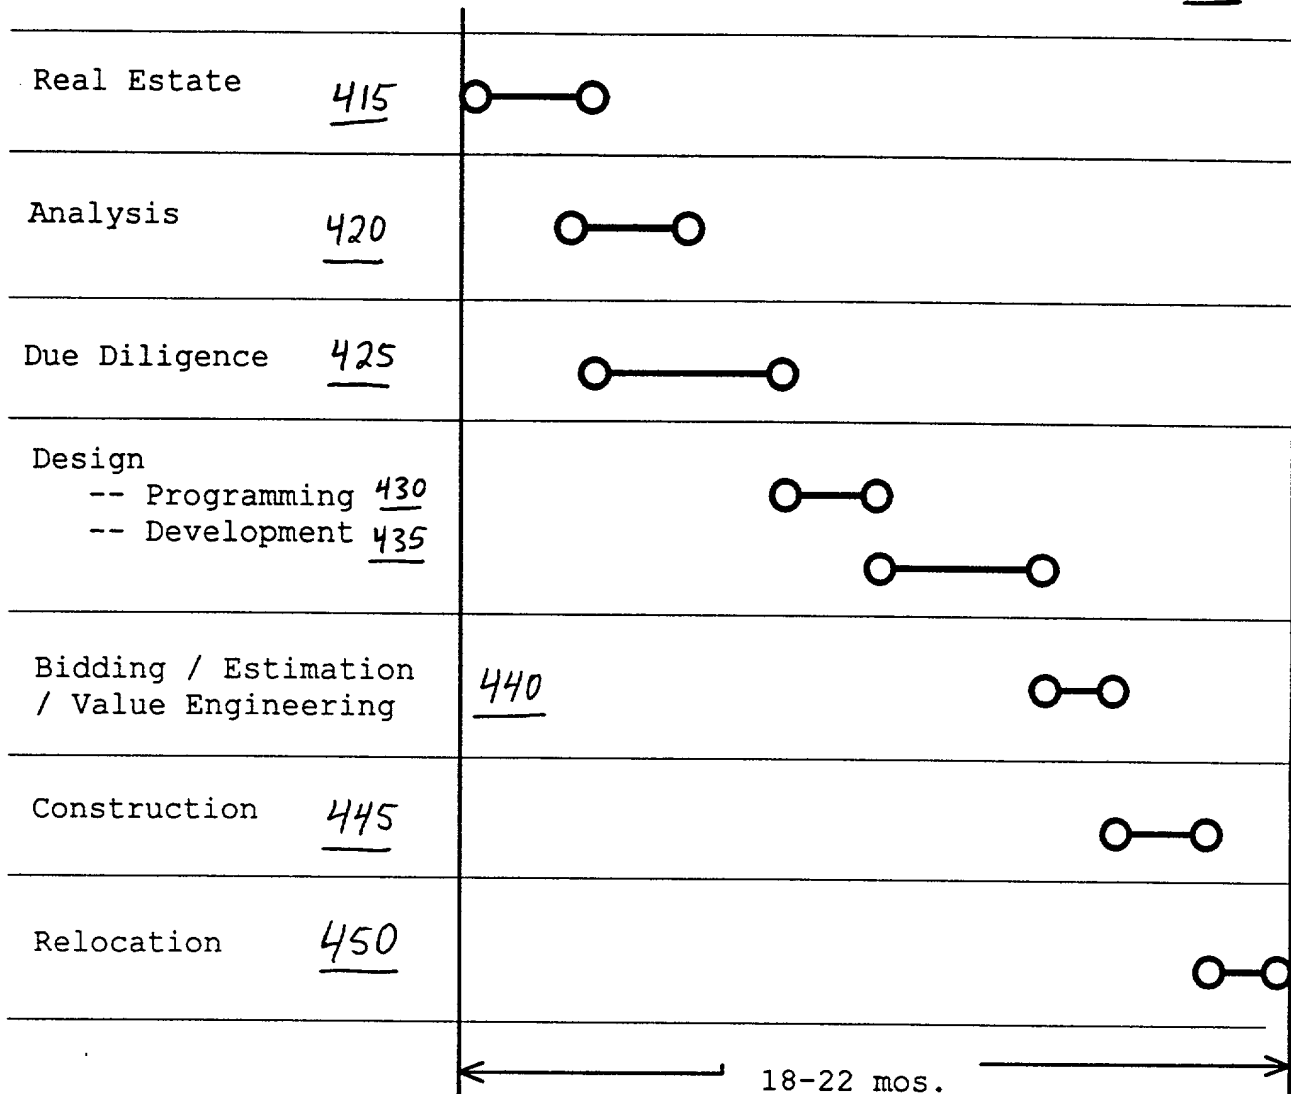 Real Estate 415
Analysis 420
Due Diligence 425
Design
-- Programming 430
-- Development 435
Bidding / Estimation
/ Value Engineering 440
Construction 445
Relocation 450
18-22 mos.